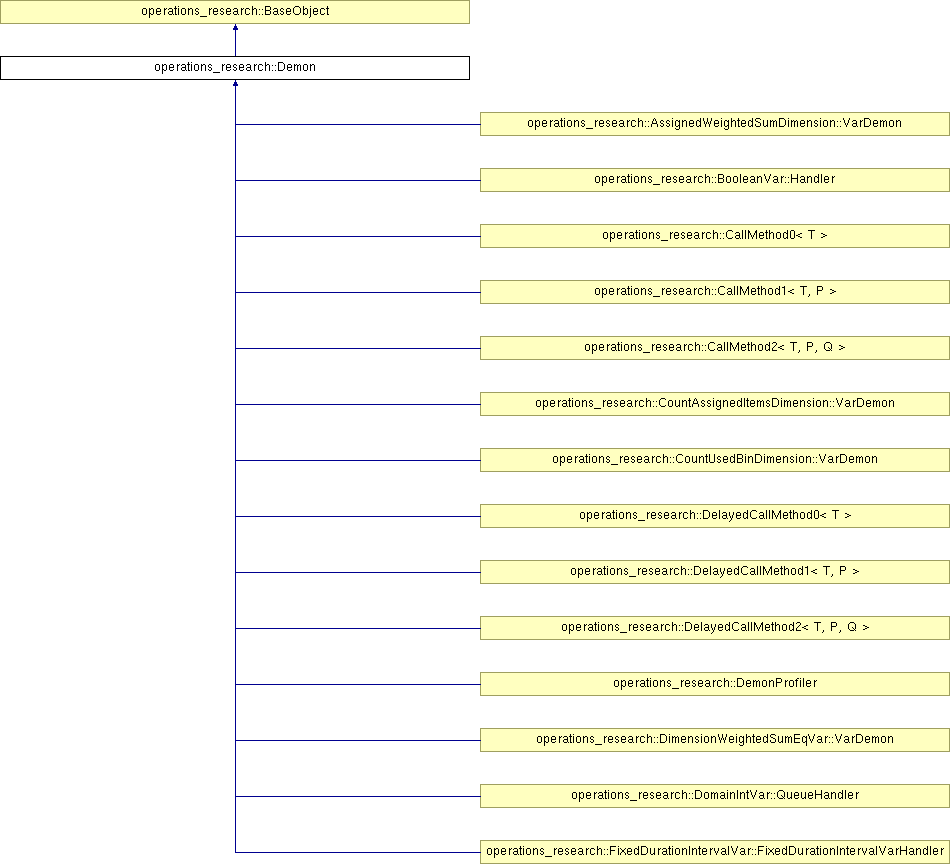 operations_research::BaseObject
operations_research::Demon
operations_research::AssignedWeightedSumDimension::VarDemon
operations_research::BooleanVar::Handler
operations_research::CallMethod0< T >
operations_research::CallMethod1< T, P >
operations_research::CallMethod2< T, P, Q >
operations_research::CountAssignedItemsDimension::VarDemon
operations_research::CountUsedBinDimension::VarDemon
operations_research::DelayedCallMethod0< T >
operations_research::DelayedCallMethod1< T, P >
operations_research::DelayedCallMethod2< T, P, Q >
operations_research::DemonProfiler
operations_research::DimensionWeightedSumEqVar::VarDemon
operations_research::DomainIntVar::QueueHandler
operations_research::FixedDurationIntervalVar::FixedDurationIntervalVarHandler